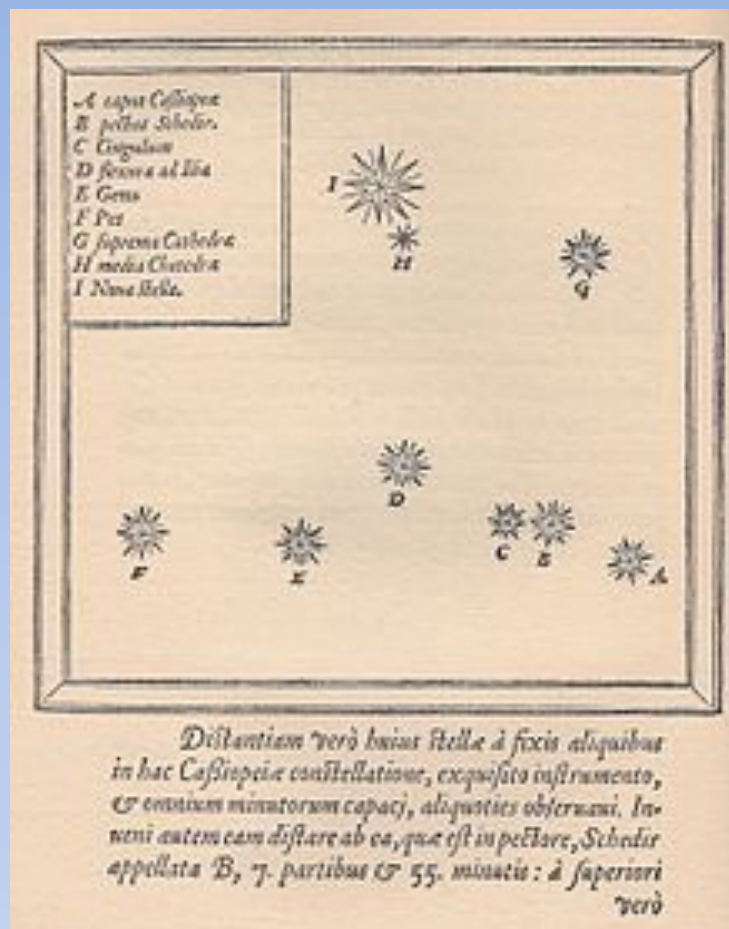 A caput Cassiopeæ
B pectus Schedir.
C Cingulum
D flexura ad Ilia
E Genu
F Pes
G suprema Cathedræ
H media Chatedræ
I Noua stella.
I
H
G
D
F
E
C
B
A
Distantiam verò huius stellæ à fixis aliquibus
in hac Cassiopeiæ constellatione, exquisito instrumento,
& omnium minutorum capacj, aliquoties obseruaui. In-
ueni autem eam distare ab ea, quæ est in pectore, Schedir
appellata B, 7. partibus & 55. minutis : à superiori
verò